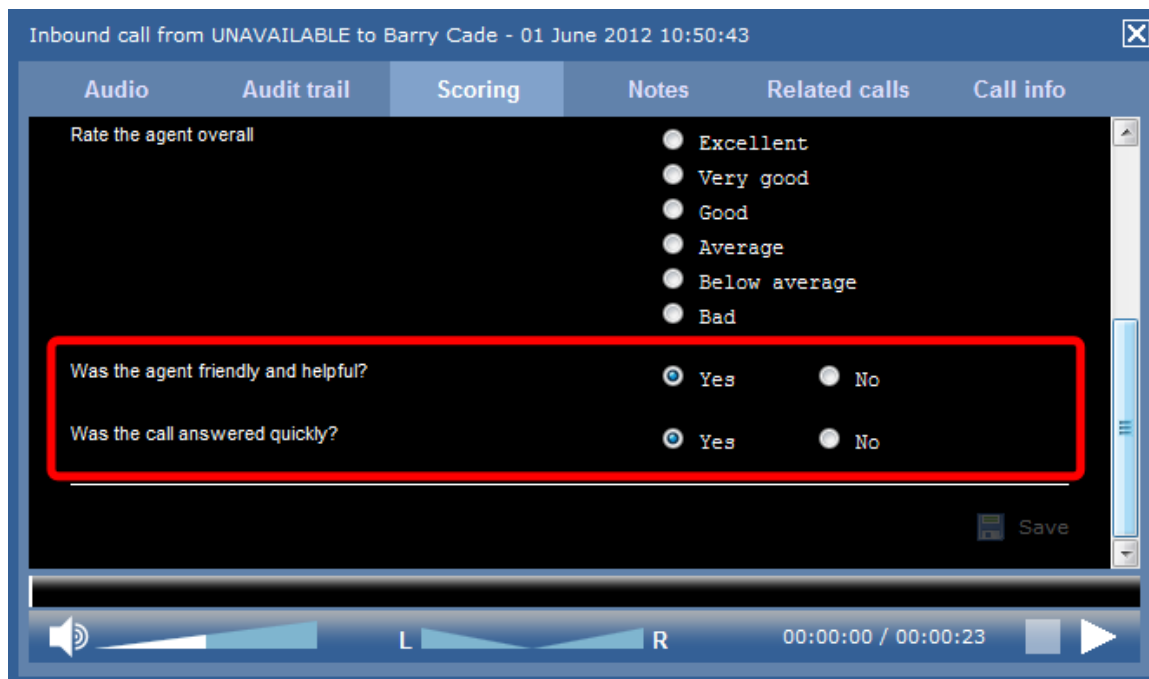 Inbound call from UNAVAILABLE to Barry Cade - 01 June 2012 10:50:43
Audio Audit trail Scoring Notes Related calls Call info
Rate the agent overall
Excellent
Very good
Good
Average
Below average
Bad
Was the agent friendly and helpful? Yes No
Was the call answered quickly? Yes No
Save
L R 00:00:00 / 00:00:23